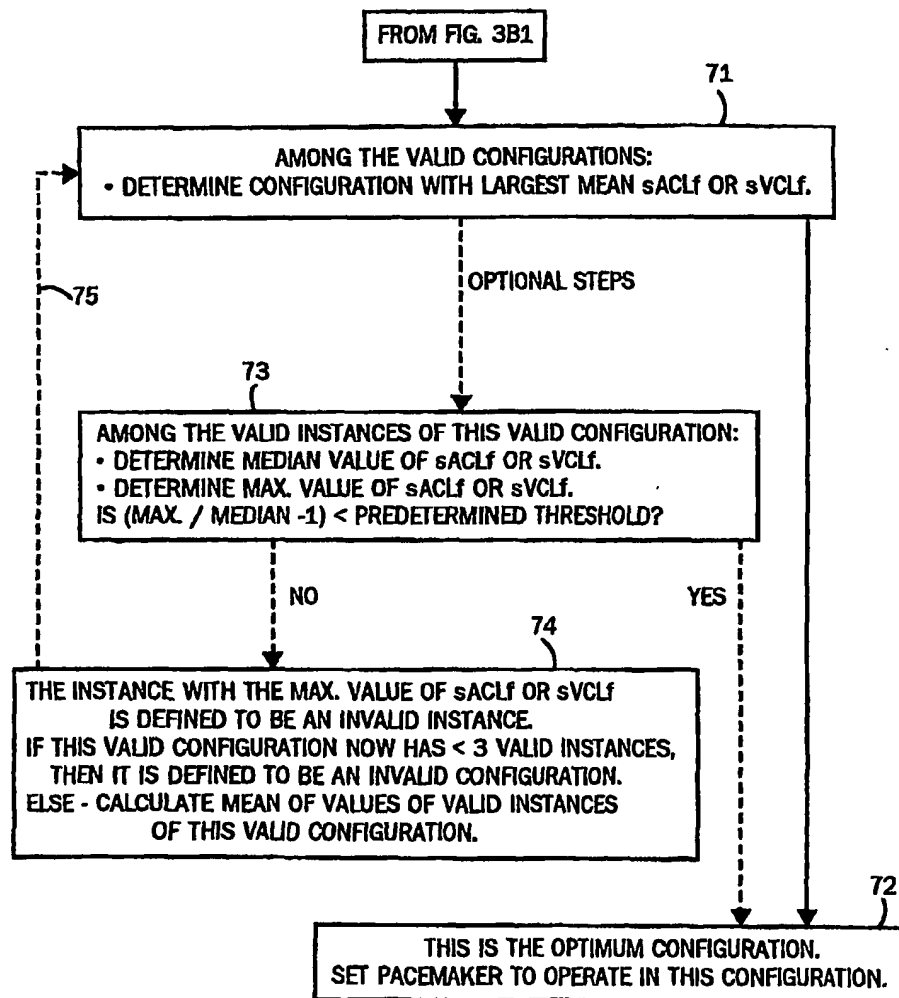 FROM FIG. 3B1
71
AMONG THE VALID CONFIGURATIONS:
• DETERMINE CONFIGURATION WITH LARGEST MEAN sACLf OR sVCLf.
75
OPTIONAL STEPS
73
AMONG THE VALID INSTANCES OF THIS VALID CONFIGURATION:
• DETERMINE MEDIAN VALUE OF sACLf OR sVCLf.
• DETERMINE MAX. VALUE OF sACLf OR sVCLf.
IS (MAX. / MEDIAN -1) < PREDETERMINED THRESHOLD?
NO
YES
74
THE INSTANCE WITH THE MAX. VALUE OF sACLf OR sVCLf
IS DEFINED TO BE AN INVALID INSTANCE.
IF THIS VALID CONFIGURATION NOW HAS < 3 VALID INSTANCES,
THEN IT IS DEFINED TO BE AN INVALID CONFIGURATION.
ELSE - CALCULATE MEAN OF VALUES OF VALID INSTANCES
OF THIS VALID CONFIGURATION.
72
THIS IS THE OPTIMUM CONFIGURATION.
SET PACEMAKER TO OPERATE IN THIS CONFIGURATION.